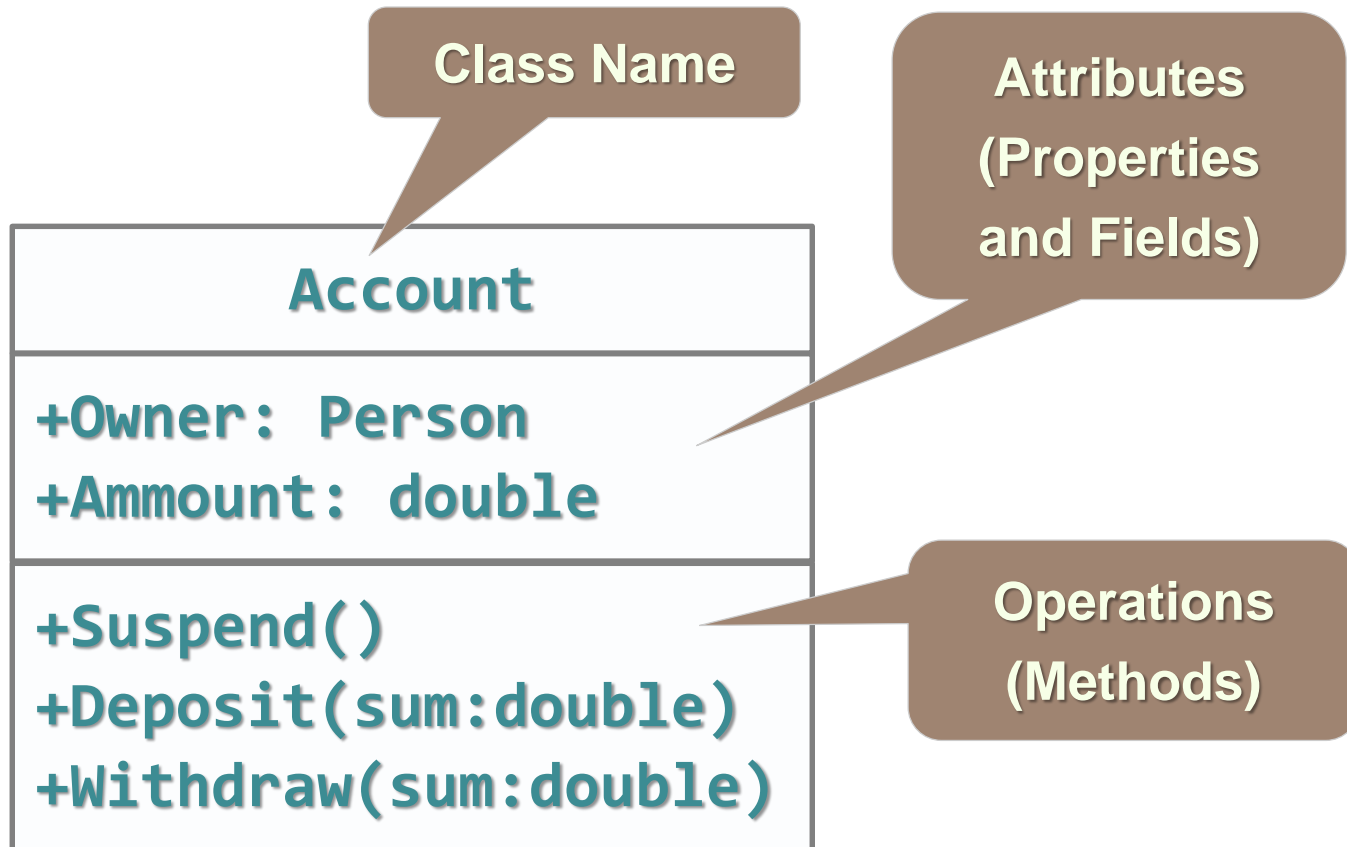 Class Name
Attributes
(Properties
and Fields)
Account
+Owner: Person
+Ammount: double
+Suspend()
+Deposit(sum:double)
+Withdraw(sum:double)
Operations
(Methods)